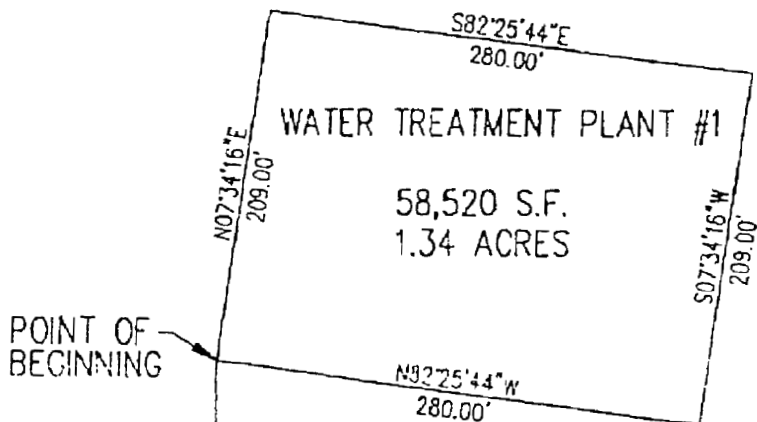 S82°25'44"E
280.00'
WATER TREATMENT PLANT #1
N07°34'16"E
209.00'
58,520 S.F.
1.34 ACRES
S07°34'16"W
209.00'
POINT OF
BEGINNING
N82°25'44"W
280.00'